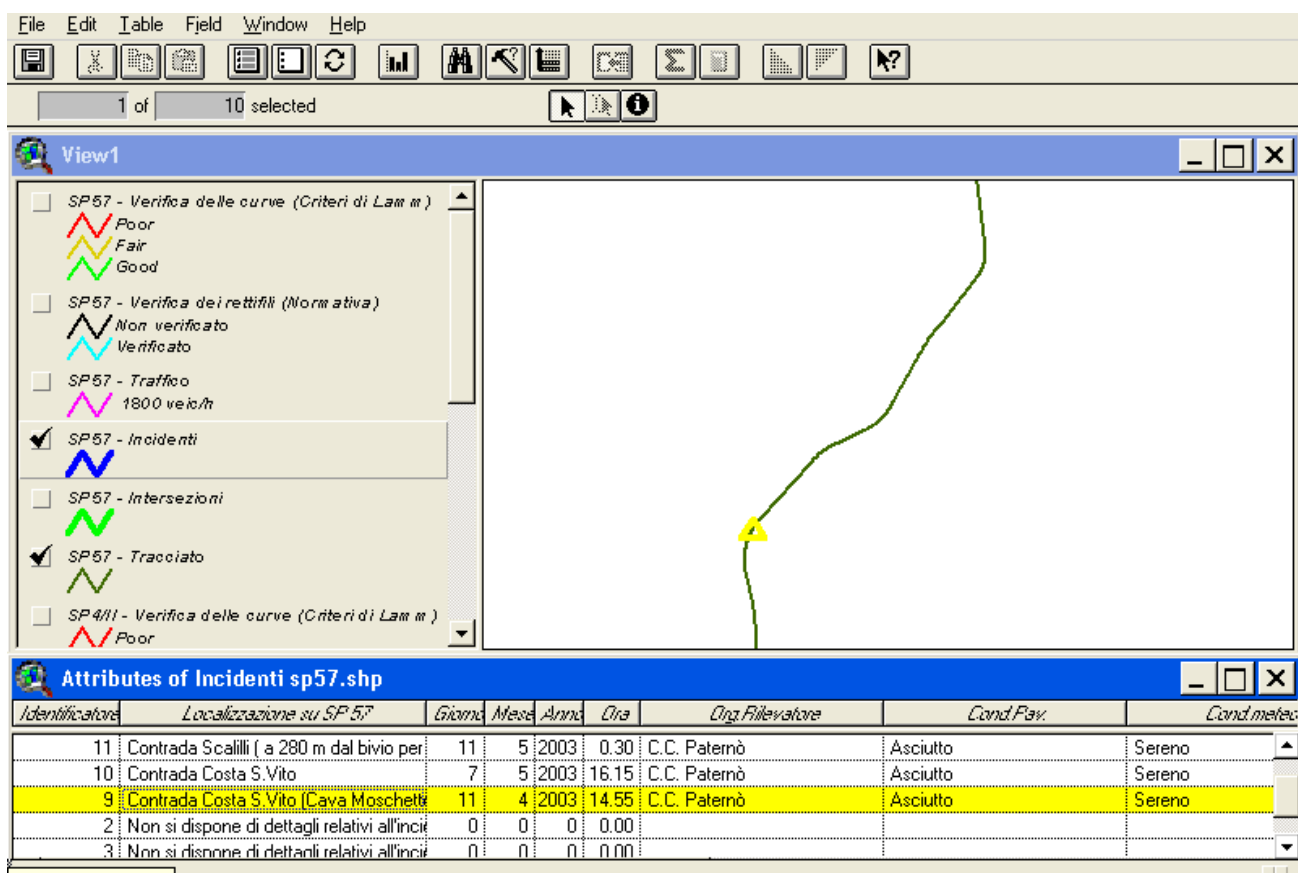 File Edit Table Field Window Help
1 of 10 selected
View1
SP57 - Verifica delle curve (Criteri di Lamm)
Poor
Fair
Good
SP57 - Verifica dei rettifili (Normativa)
Non verificato
Verificato
SP57 - Traffico
1800 veic/h
SP57 - Incidenti
SP57 - Intersezioni
SP57 - Tracciato
SP4/II - Verifica delle curve (Criteri di Lamm)
Poor
Attributes of Incidenti sp57.shp
Identificatore Localizzazione su SP 57 Giorno Mese Anno Ora Org.Rilevatore Cond.Pav. Cond.meteo
11 Contrada Scalilli ( a 280 m dal bivio per 11 5 2003 0.30 C.C. Paternò Asciutto Sereno
10 Contrada Costa S.Vito 7 5 2003 16.15 C.C. Paternò Asciutto Sereno
9 Contrada Costa S.Vito (Cava Moschette 11 4 2003 14.55 C.C. Paternò Asciutto Sereno
2 Non si dispone di dettagli relativi all'incid 0 0 0 0.00
3 Non si dispone di dettagli relativi all'incid 0 0 0 0.00